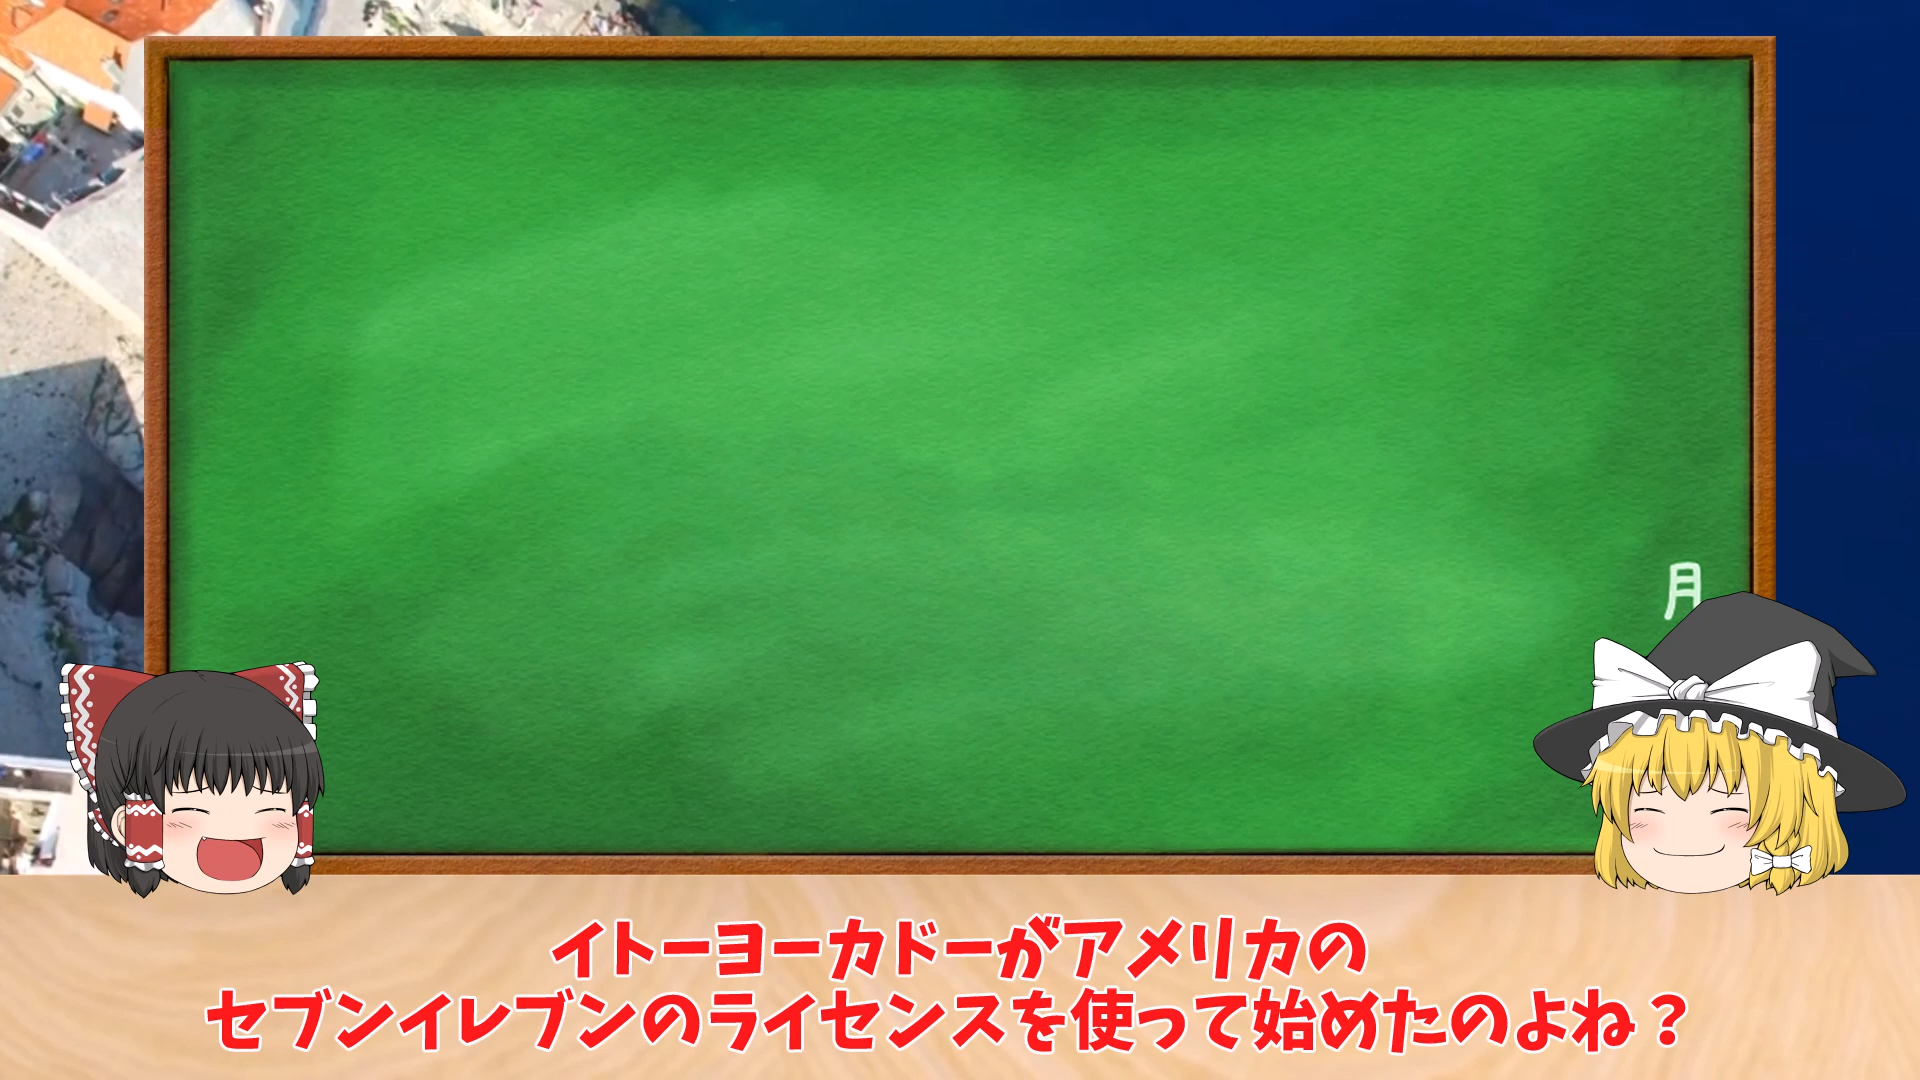 月
イトーヨーカドーがアメリカの
セブンイレブンのライセンスを使って始めたのよね？